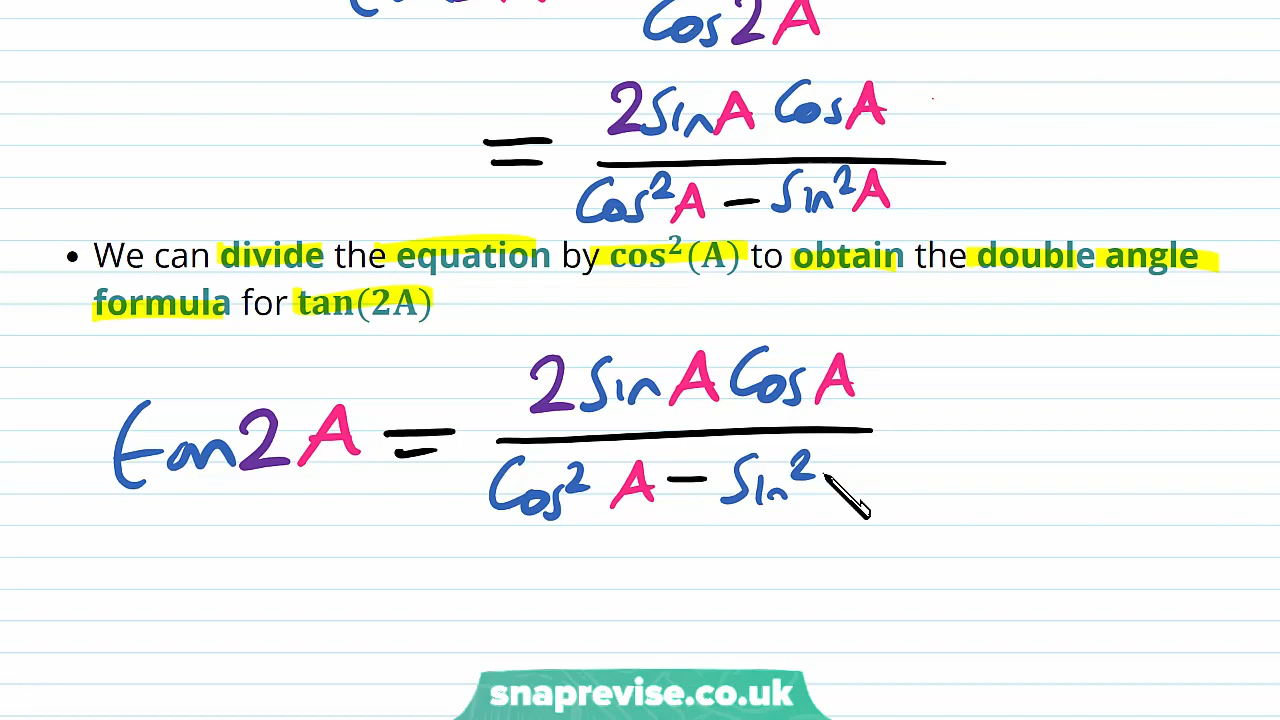 Cos2A
2SinA CosA
=
Cos²A - Sin²A
• We can divide the equation by cos²(A) to obtain the double angle
formula for tan(2A)
2SinA CosA
tan2A =
Cos² A - Sin²
snaprevise.co.uk